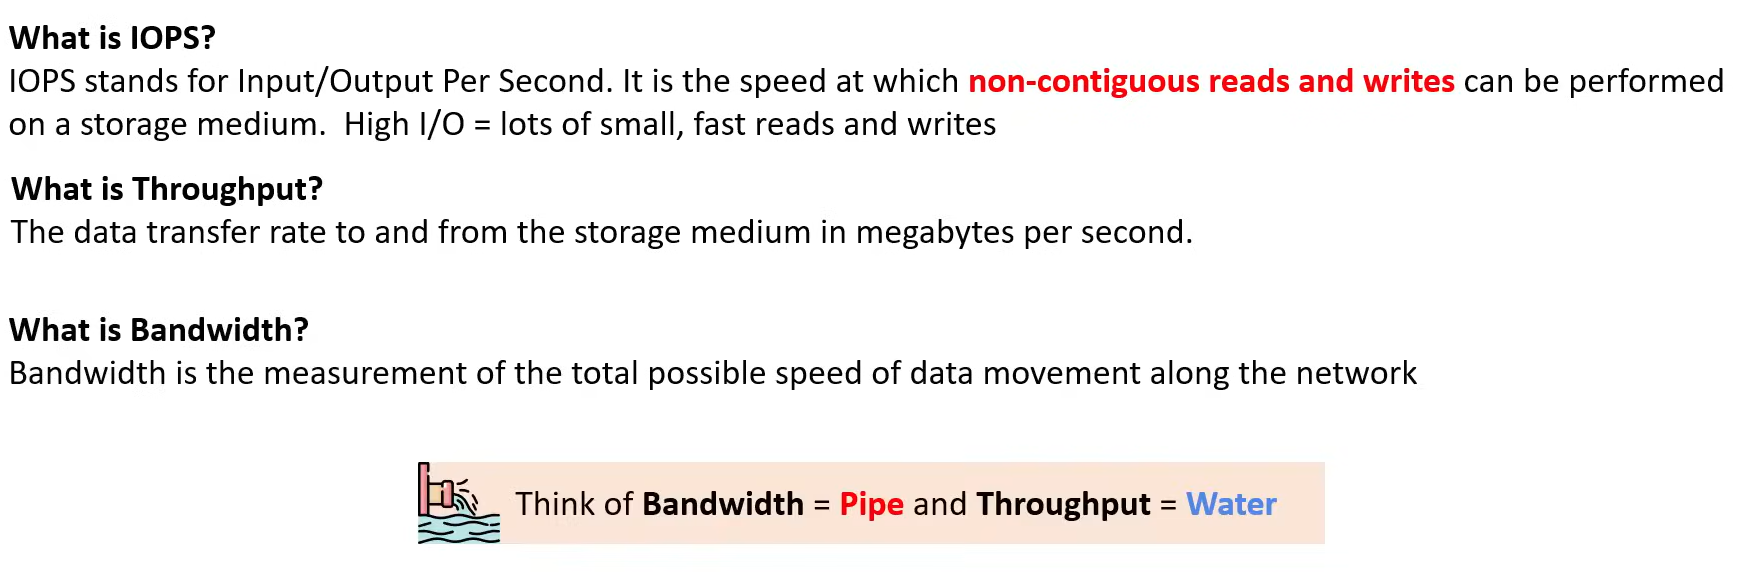 What is IOPS?
IOPS stands for Input/Output Per Second. It is the speed at which non-contiguous reads and writes can be performed
on a storage medium.  High I/O = lots of small, fast reads and writes
What is Throughput?
The data transfer rate to and from the storage medium in megabytes per second.
What is Bandwidth?
Bandwidth is the measurement of the total possible speed of data movement along the network
Think of Bandwidth = Pipe and Throughput = Water